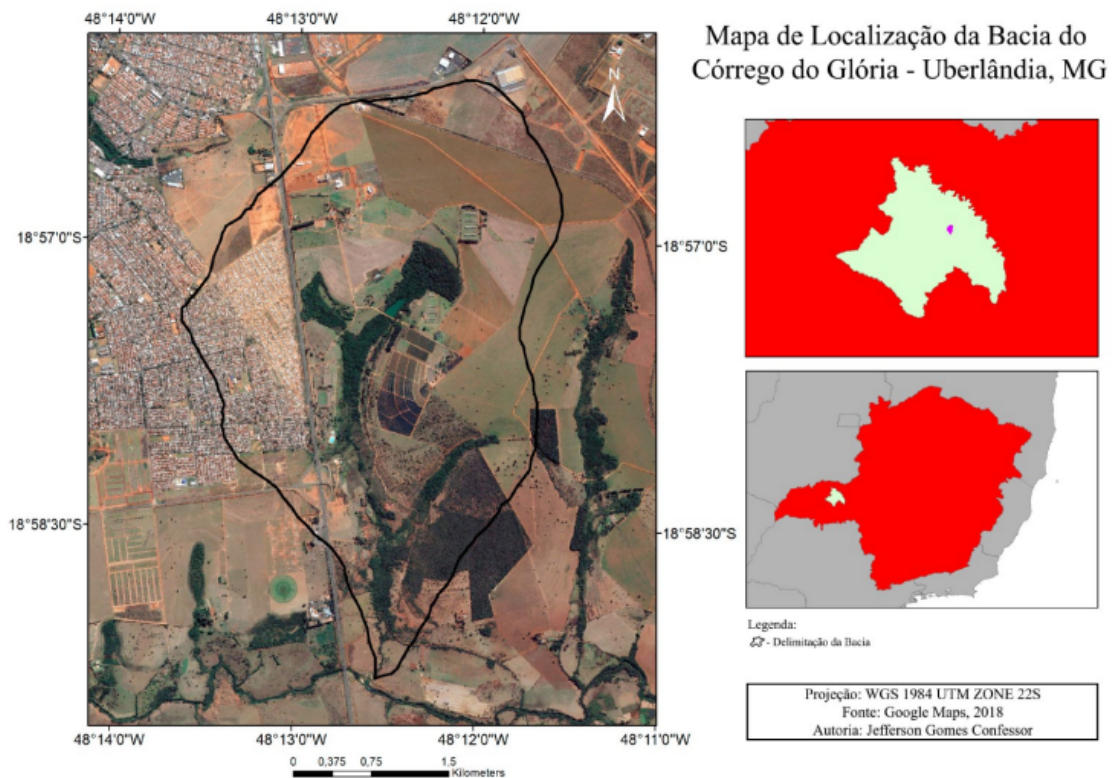 48°14'0"W 48°13'0"W 48°12'0"W
Mapa de Localização da Bacia do
Córrego do Glória - Uberlândia, MG
N
18°57'0"S 18°57'0"S
18°58'30"S 18°58'30"S
Legenda:
- Delimitação da Bacia
Projeção: WGS 1984 UTM ZONE 22S
Fonte: Google Maps, 2018
Autoria: Jefferson Gomes Confessor
48°14'0"W 48°13'0"W 48°12'0"W 48°11'0"W
0 0,375 0,75 1,5
Kilometers